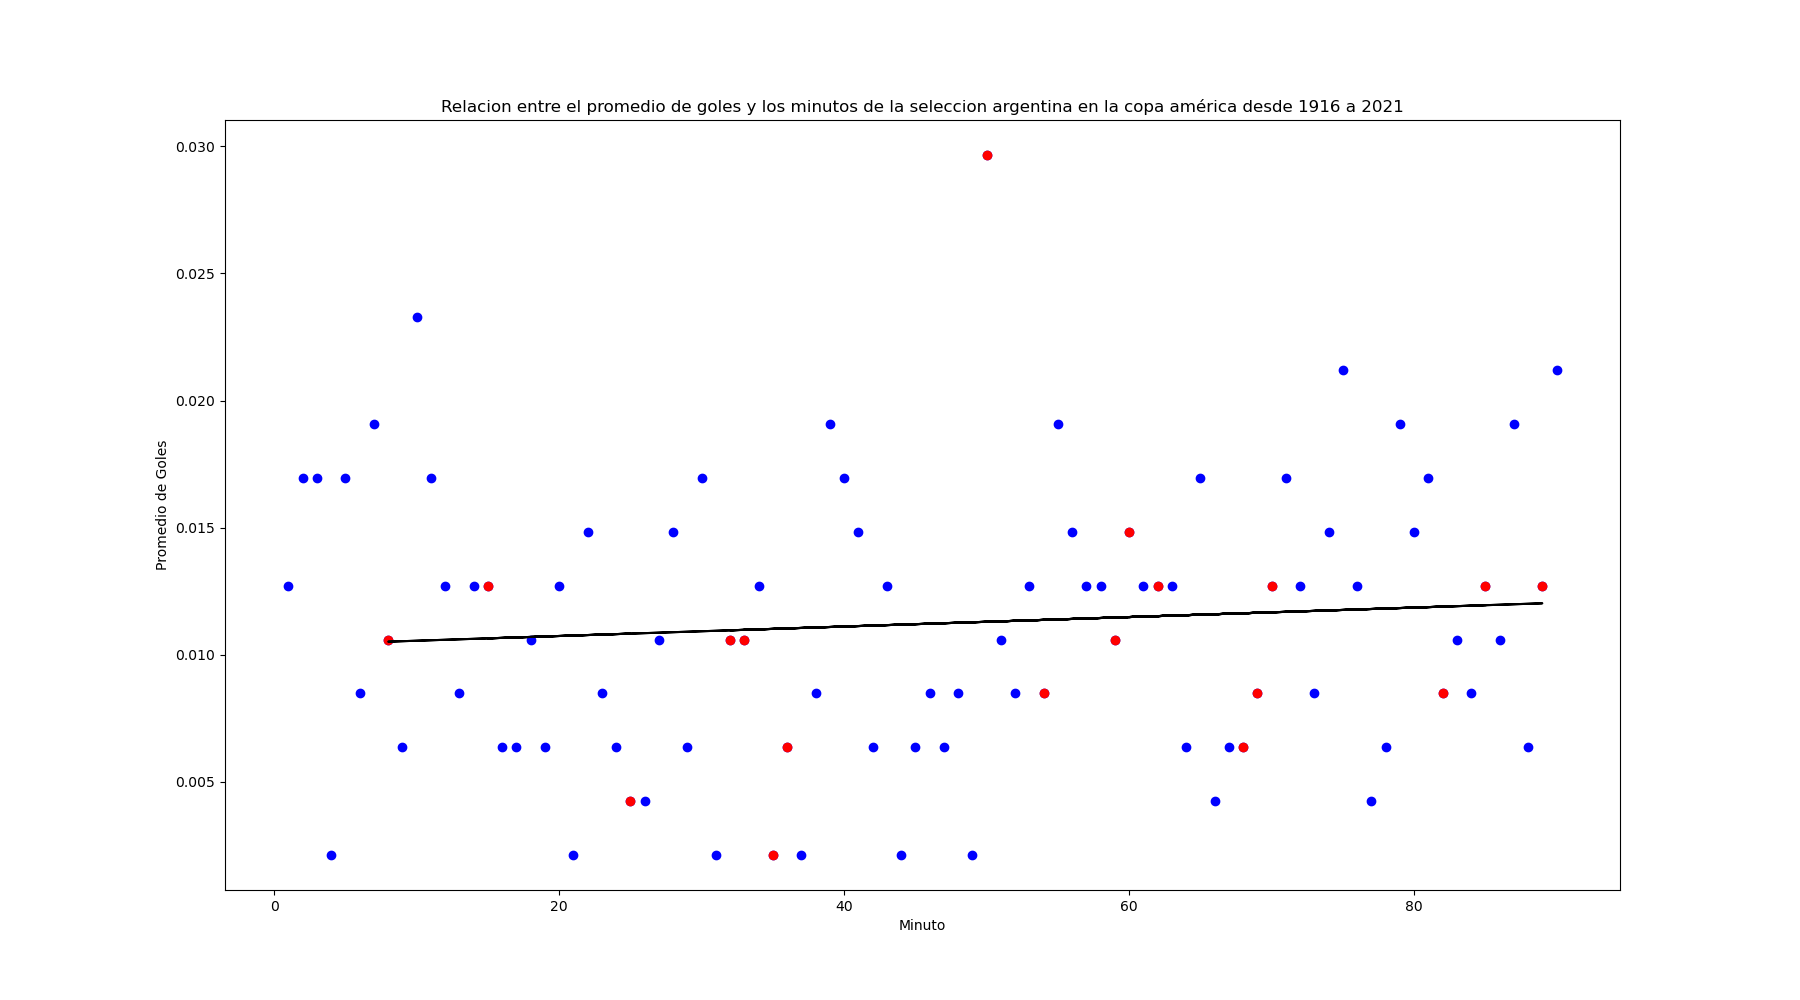 Relacion entre el promedio de goles y los minutos de la seleccion argentina en la copa américa desde 1916 a 2021
0.030
0.025
0.020
0.015
0.010
0.005
Promedio de Goles
0 20 40 60 80
Minuto